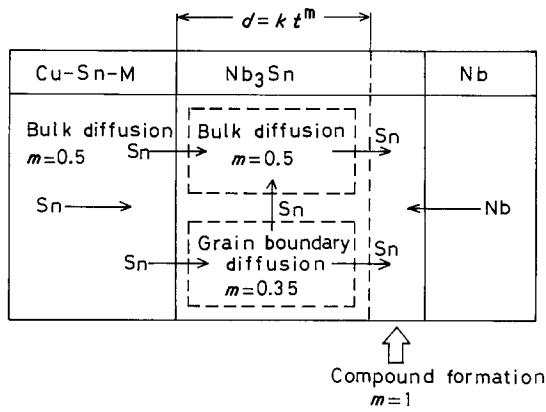 d = k t^m
Cu-Sn-M
Nb₃Sn
Nb
Bulk diffusion
m=0.5
Sn
Sn
Bulk diffusion
m=0.5
Sn
Sn
Nb
Sn
Grain boundary
diffusion
m=0.35
Sn
Compound formation
m=1